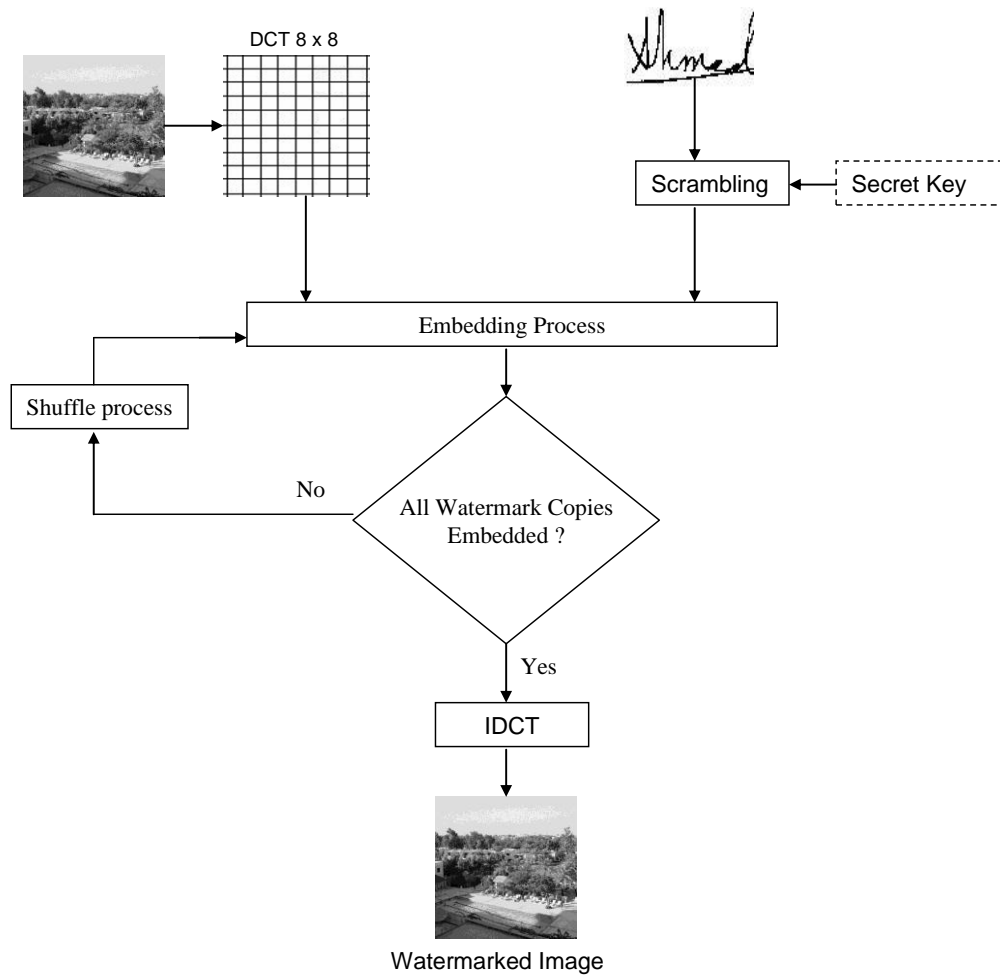 DCT 8 x 8
Ahmad
Scrambling
Secret Key
Embedding Process
Shuffle process
No
All Watermark Copies
Embedded ?
Yes
IDCT
Watermarked Image